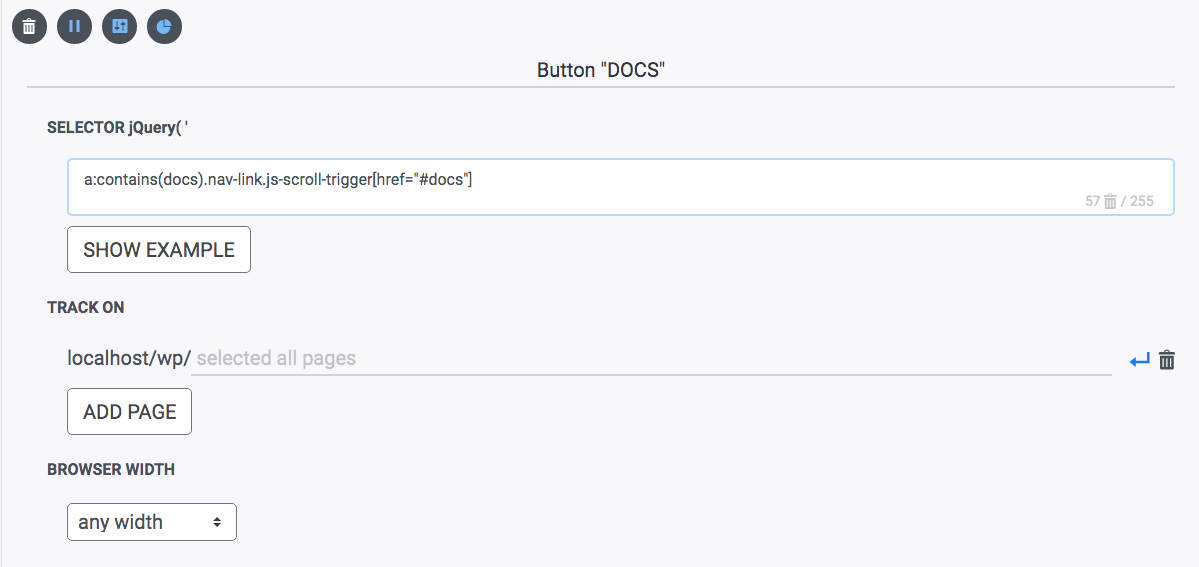 Button "DOCS"
SELECTOR jQuery( '
a:contains(docs).nav-link.js-scroll-trigger[href="#docs"]
57 / 255
SHOW EXAMPLE
TRACK ON
localhost/wp/ selected all pages
ADD PAGE
BROWSER WIDTH
any width